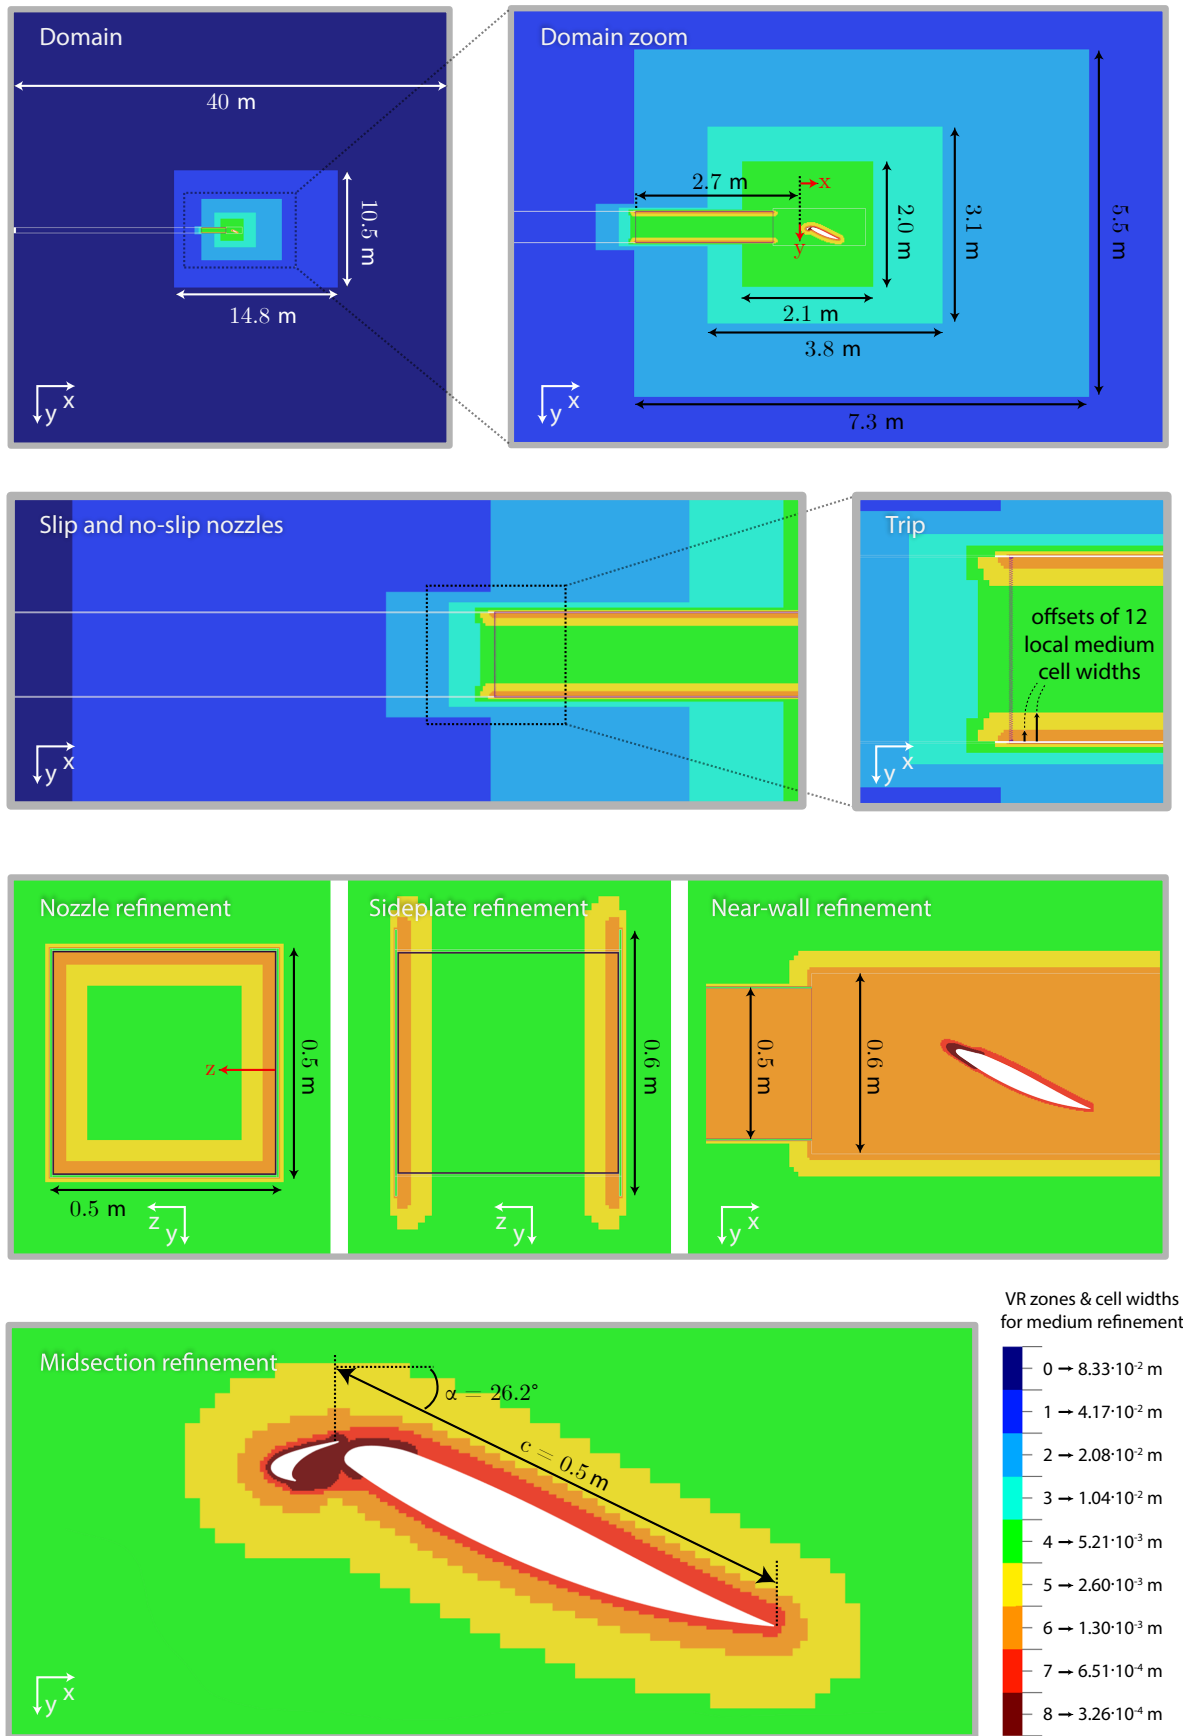 Domain
40 m
10.5 m
14.8 m
y x
Domain zoom
2.7 m
x
y
2.0 m
3.1 m
5.5 m
2.1 m
3.8 m
7.3 m
y x
Slip and no-slip nozzles
y x
Trip
offsets of 12
local medium
cell widths
y x
Nozzle refinement
z
0.5 m
0.5 m
z y
Sideplate refinement
0.6 m
z y
Near-wall refinement
0.5 m
0.6 m
y x
Midsection refinement
α = 26.2°
c = 0.5 m
y x
VR zones & cell widths
for medium refinement
0 → 8.33·10⁻² m
1 → 4.17·10⁻² m
2 → 2.08·10⁻² m
3 → 1.04·10⁻² m
4 → 5.21·10⁻³ m
5 → 2.60·10⁻³ m
6 → 1.30·10⁻³ m
7 → 6.51·10⁻⁴ m
8 → 3.26·10⁻⁴ m